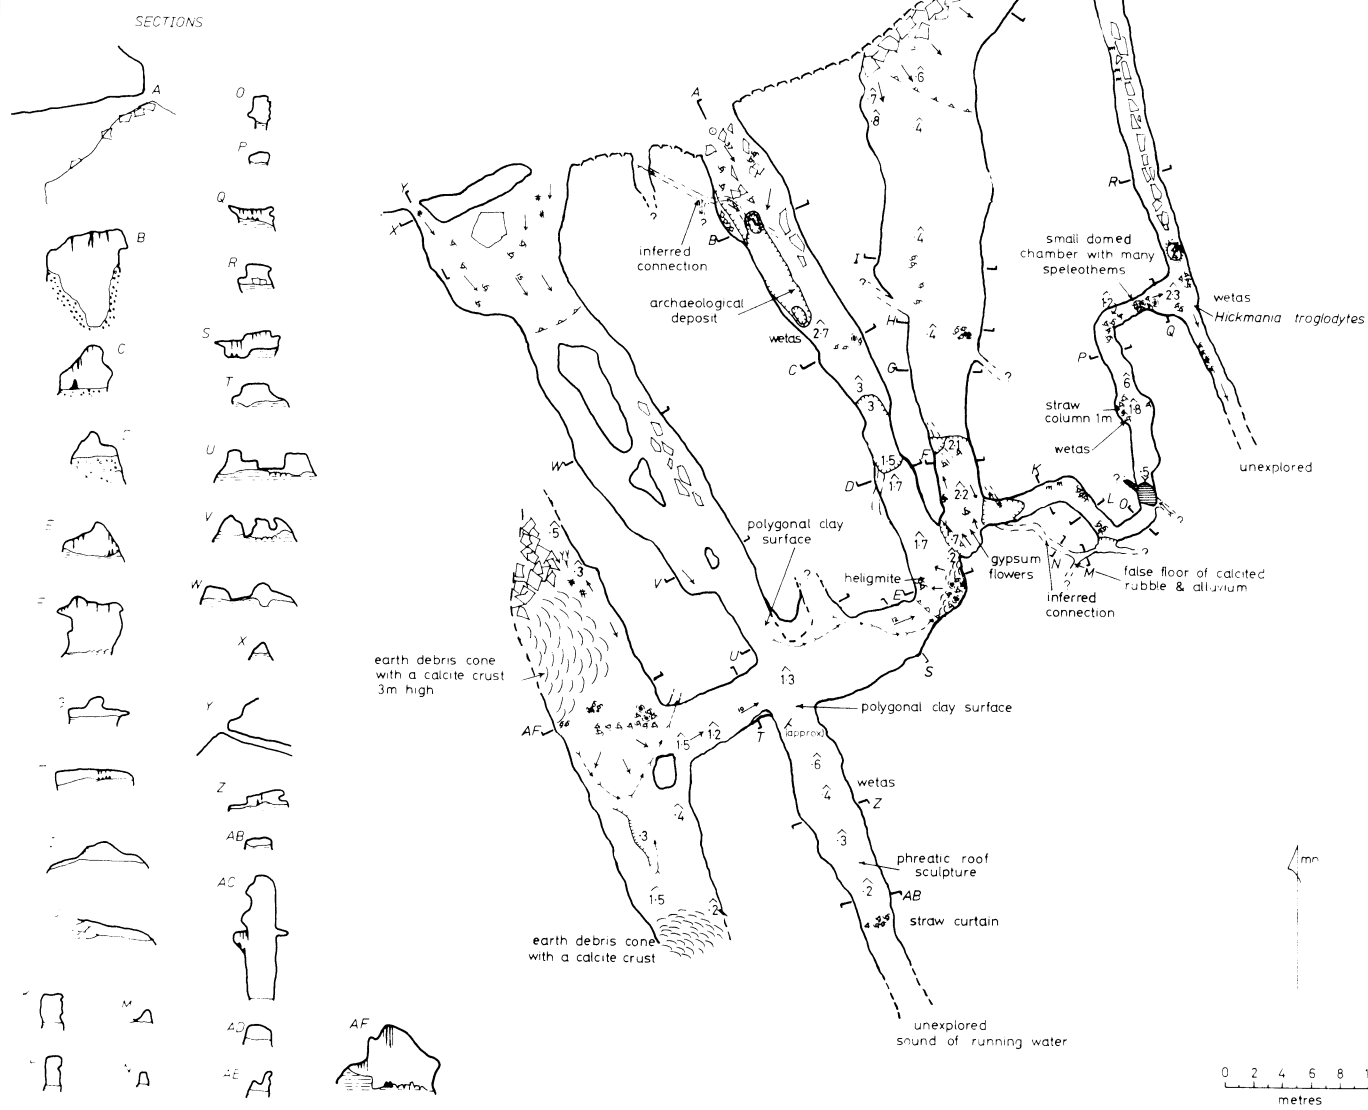 SECTIONS
A
B
C
O
P
Q
R
S
T
U
V
W
X
Y
Z
AB
AC
AD
AE
AF
M
N
A
Y
X
·6
·7
·8
·4
inferred
connection
B
I
·4
R
small domed
chamber with many
speleothems
archaeological
deposit
H
·4
1·2
2·3
wetas
Hickmania troglodytes
wetas
2·7
C
G
P
Q
3
3
·6
straw
column 1m
1·8
wetas
W
1·5
F
2·1
K
·5
unexplored
D
1·7
2·2
L
O
polygonal clay
surface
·5
·3
1·7
·7
·2
gypsum
flowers
N
M
false floor of calcited
rubble & alluvium
V
heligmite
E
inferred
connection
earth debris cone
with a calcite crust
3m high
U
1·3
S
AF
polygonal clay surface
1·5
1·2
T
(approx)
·6
wetas
·4
Z
·4
·3
·3
phreatic roof
sculpture
·2
AB
1·5
·2
straw curtain
mn
earth debris cone
with a calcite crust
unexplored
sound of running water
0 2 4 6 8 1
metres